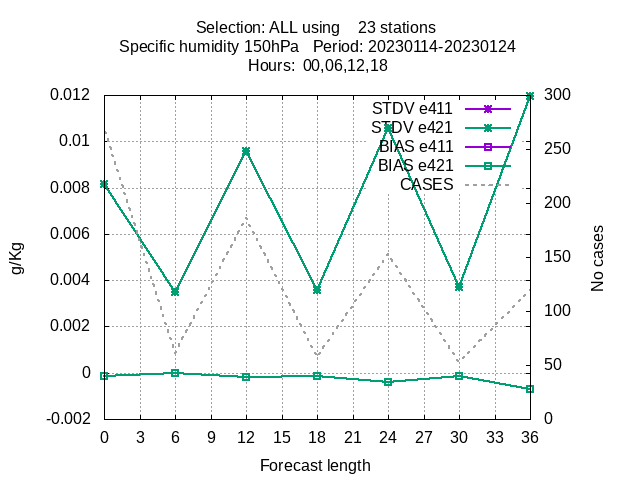 Selection: ALL using    23 stations
Specific humidity 150hPa   Period: 20230114-20230124
Hours:  00,06,12,18
0.012
0.01
0.008
0.006
0.004
0.002
0
-0.002
g/Kg
STDV e411
STDV e421
BIAS e411
BIAS e421
CASES
300
250
200
150
100
50
0
No cases
0 3 6 9 12 15 18 21 24 27 30 33 36
Forecast length